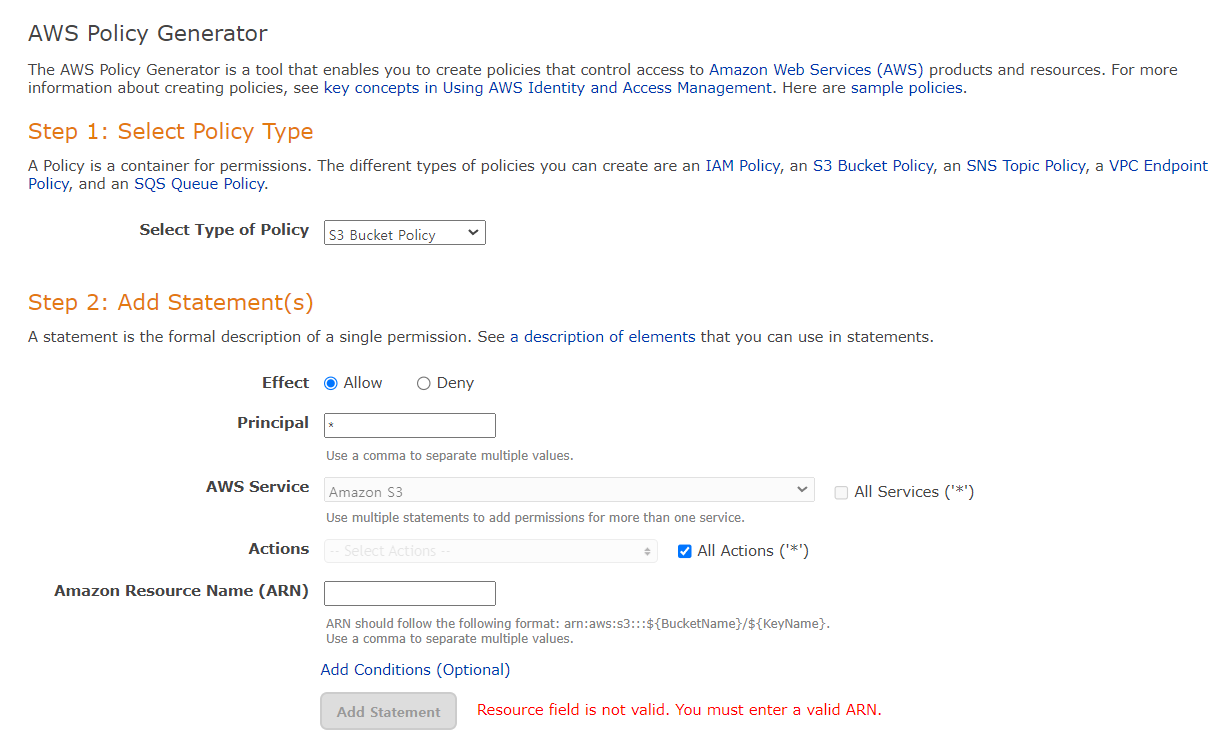 AWS Policy Generator
The AWS Policy Generator is a tool that enables you to create policies that control access to Amazon Web Services (AWS) products and resources. For more
information about creating policies, see key concepts in Using AWS Identity and Access Management. Here are sample policies.
Step 1: Select Policy Type
A Policy is a container for permissions. The different types of policies you can create are an IAM Policy, an S3 Bucket Policy, an SNS Topic Policy, a VPC Endpoint
Policy, and an SQS Queue Policy.
Select Type of Policy S3 Bucket Policy
Step 2: Add Statement(s)
A statement is the formal description of a single permission. See a description of elements that you can use in statements.
Effect Allow Deny
Principal *
Use a comma to separate multiple values.
AWS Service Amazon S3 All Services ('*')
Use multiple statements to add permissions for more than one service.
Actions -- Select Actions -- All Actions ('*')
Amazon Resource Name (ARN)
ARN should follow the following format: arn:aws:s3:::${BucketName}/${KeyName}.
Use a comma to separate multiple values.
Add Conditions (Optional)
Add Statement Resource field is not valid. You must enter a valid ARN.